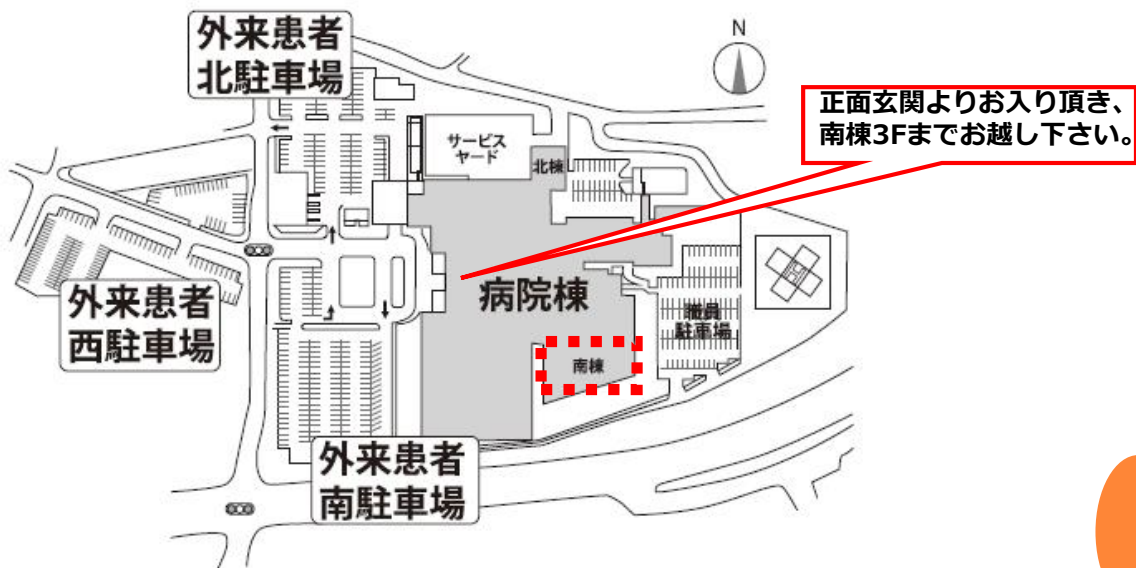 外来患者
北駐車場
N
正面玄関よりお入り頂き、
南棟3Fまでお越し下さい。
サービス
ヤード
北棟
外来患者
西駐車場
病院棟
職員
駐車場
南棟
外来患者
南駐車場